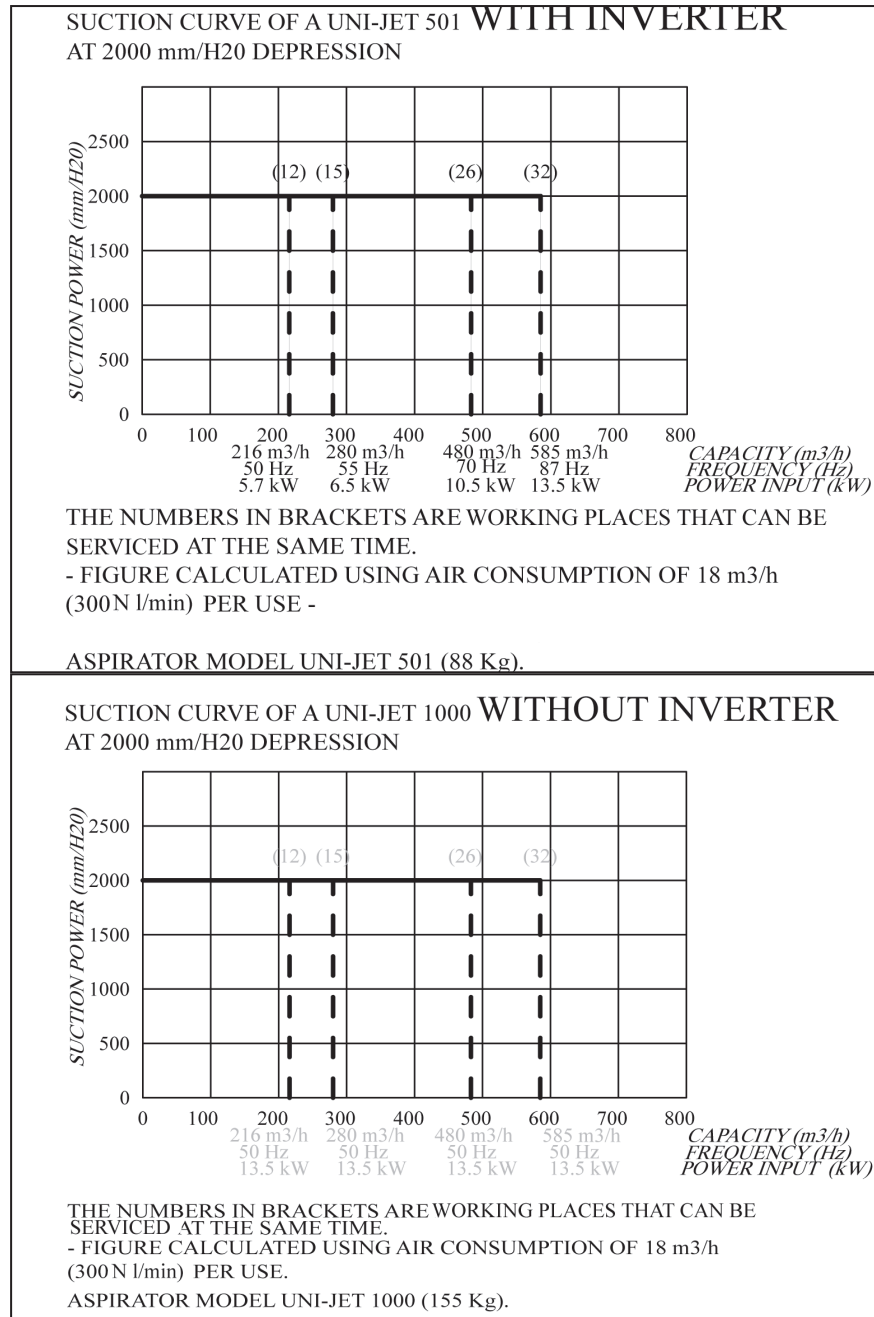 SUCTION CURVE OF A UNI-JET 501 WITH INVERTER
AT 2000 mm/H20 DEPRESSION
SUCTION POWER (mm/H20)
2500
(12) (15) (26) (32)
2000
1500
1000
500
0
0 100 200 300 400 500 600 700 800
216 m3/h 280 m3/h 480 m3/h 585 m3/h CAPACITY (m3/h)
50 Hz 55 Hz 70 Hz 87 Hz FREQUENCY (Hz)
5.7 kW 6.5 kW 10.5 kW 13.5 kW POWER INPUT (kW)
THE NUMBERS IN BRACKETS ARE WORKING PLACES THAT CAN BE
SERVICED AT THE SAME TIME.
- FIGURE CALCULATED USING AIR CONSUMPTION OF 18 m3/h
(300 N l/min) PER USE -
ASPIRATOR MODEL UNI-JET 501 (88 Kg).
SUCTION CURVE OF A UNI-JET 1000 WITHOUT INVERTER
AT 2000 mm/H20 DEPRESSION
SUCTION POWER (mm/H20)
2500
(12) (15) (26) (32)
2000
1500
1000
500
0
0 100 200 300 400 500 600 700 800
216 m3/h 280 m3/h 480 m3/h 585 m3/h CAPACITY (m3/h)
50 Hz 50 Hz 50 Hz 50 Hz FREQUENCY (Hz)
13.5 kW 13.5 kW 13.5 kW 13.5 kW POWER INPUT (kW)
THE NUMBERS IN BRACKETS ARE WORKING PLACES THAT CAN BE
SERVICED AT THE SAME TIME.
- FIGURE CALCULATED USING AIR CONSUMPTION OF 18 m3/h
(300 N l/min) PER USE.
ASPIRATOR MODEL UNI-JET 1000 (155 Kg).